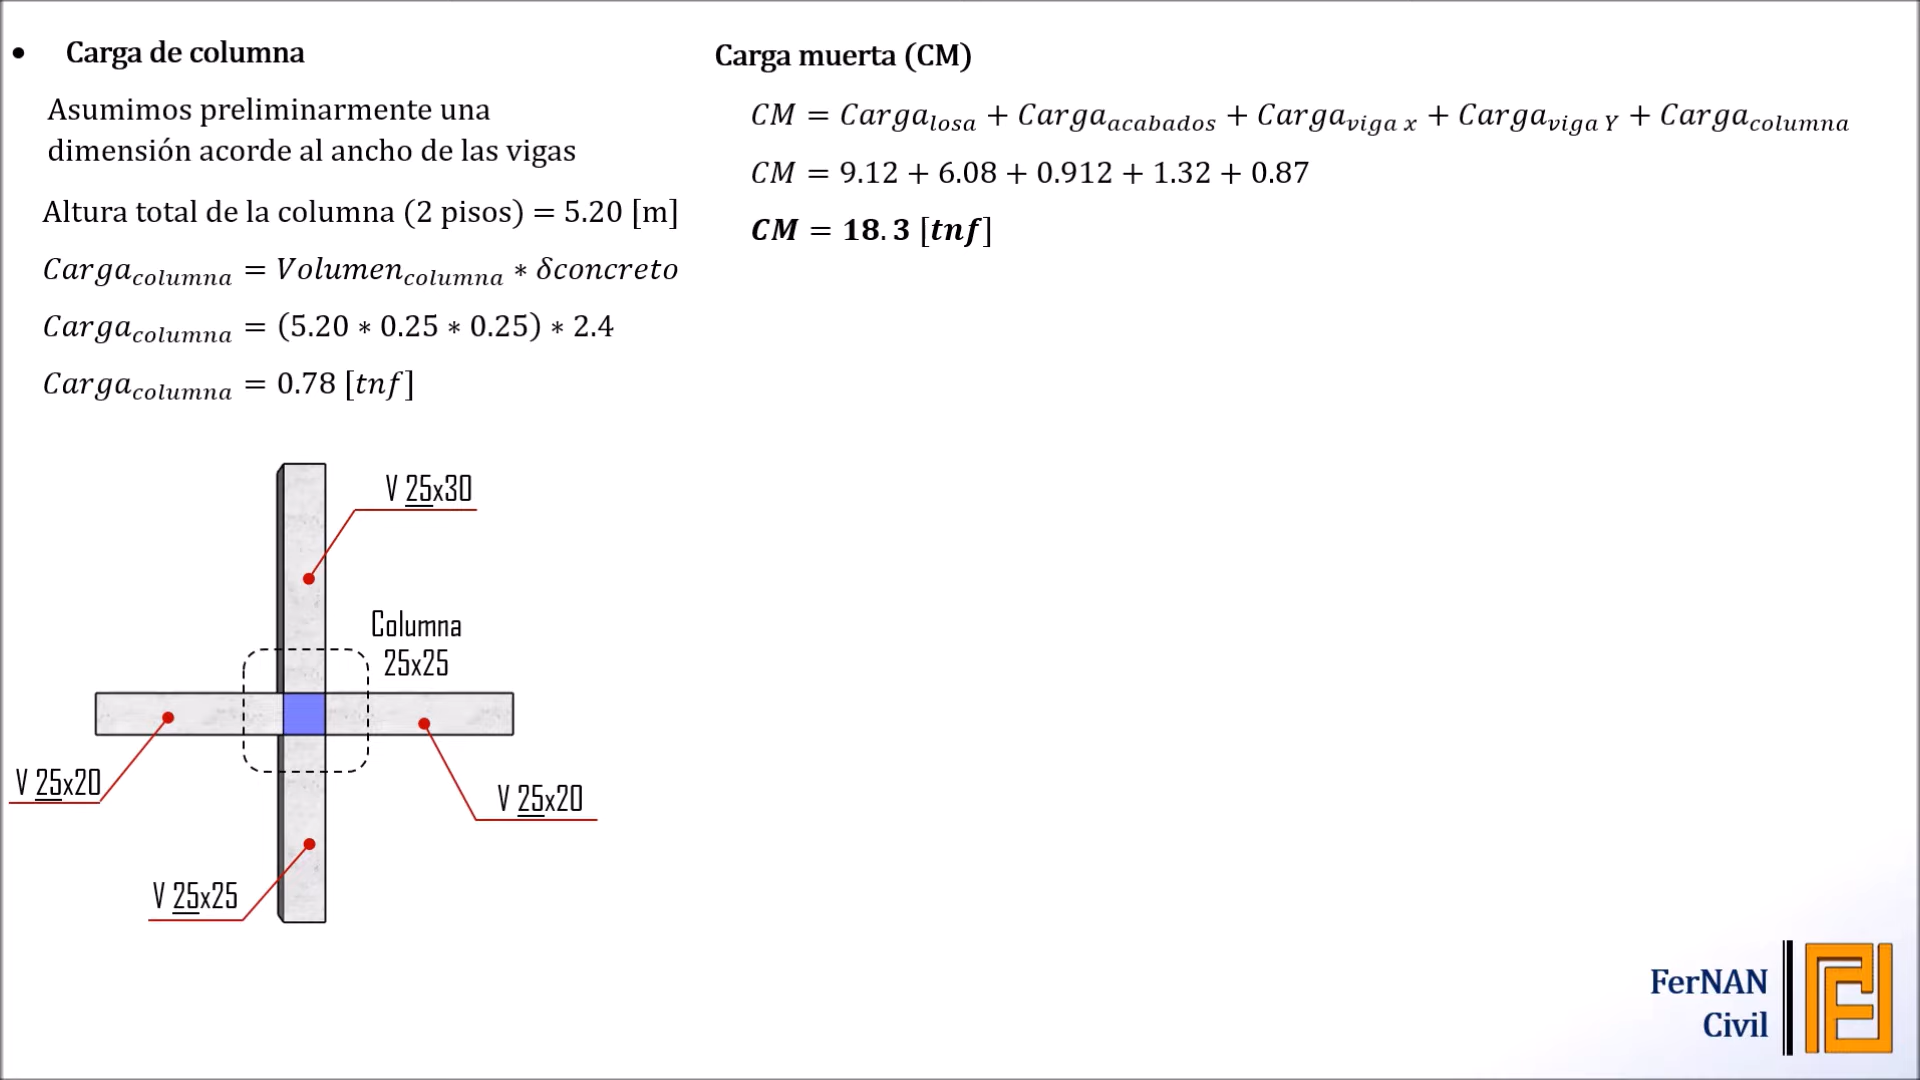 • Carga de columna
Asumimos preliminarmente una
dimensión acorde al ancho de las vigas
Altura total de la columna (2 pisos) = 5.20 [m]
Carga_columna = Volumen_columna * δconcreto
Carga_columna = (5.20 * 0.25 * 0.25) * 2.4
Carga_columna = 0.78 [tnf]
V 25x30
Columna
25x25
V 25x20
V 25x20
V 25x25
Carga muerta (CM)
CM = Carga_losa + Carga_acabados + Carga_viga x + Carga_viga Y + Carga_columna
CM = 9.12 + 6.08 + 0.912 + 1.32 + 0.87
CM = 18.3 [tnf]
FerNAN
Civil